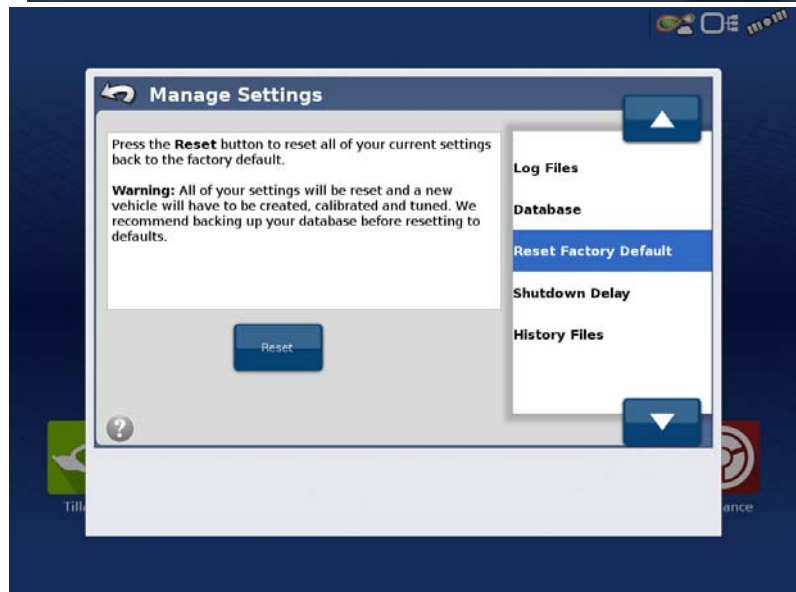 Manage Settings
Press the Reset button to reset all of your current settings
back to the factory default.
Warning: All of your settings will be reset and a new
vehicle will have to be created, calibrated and tuned. We
recommend backing up your database before resetting to
defaults.
Reset
?
Log Files
Database
Reset Factory Default
Shutdown Delay
History Files
Till
ance